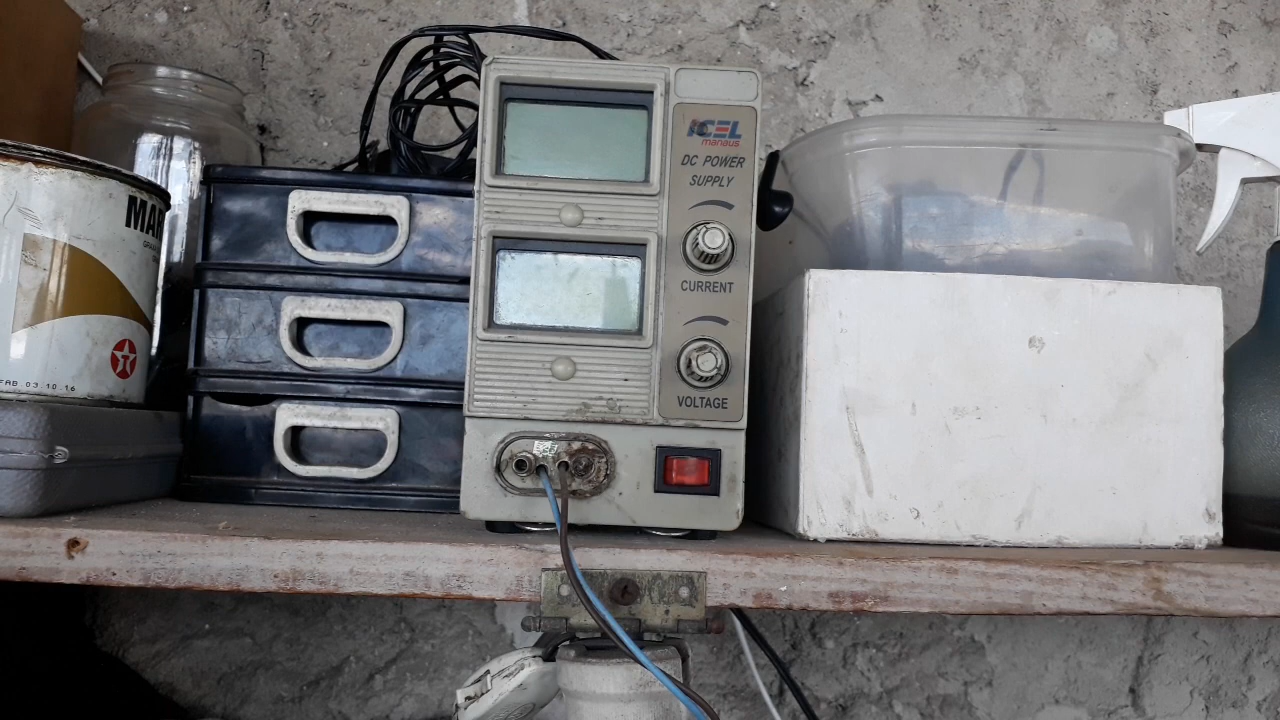 MAR
FAB 03.10.16
ICEL
manaus
DC POWER
SUPPLY
CURRENT
VOLTAGE